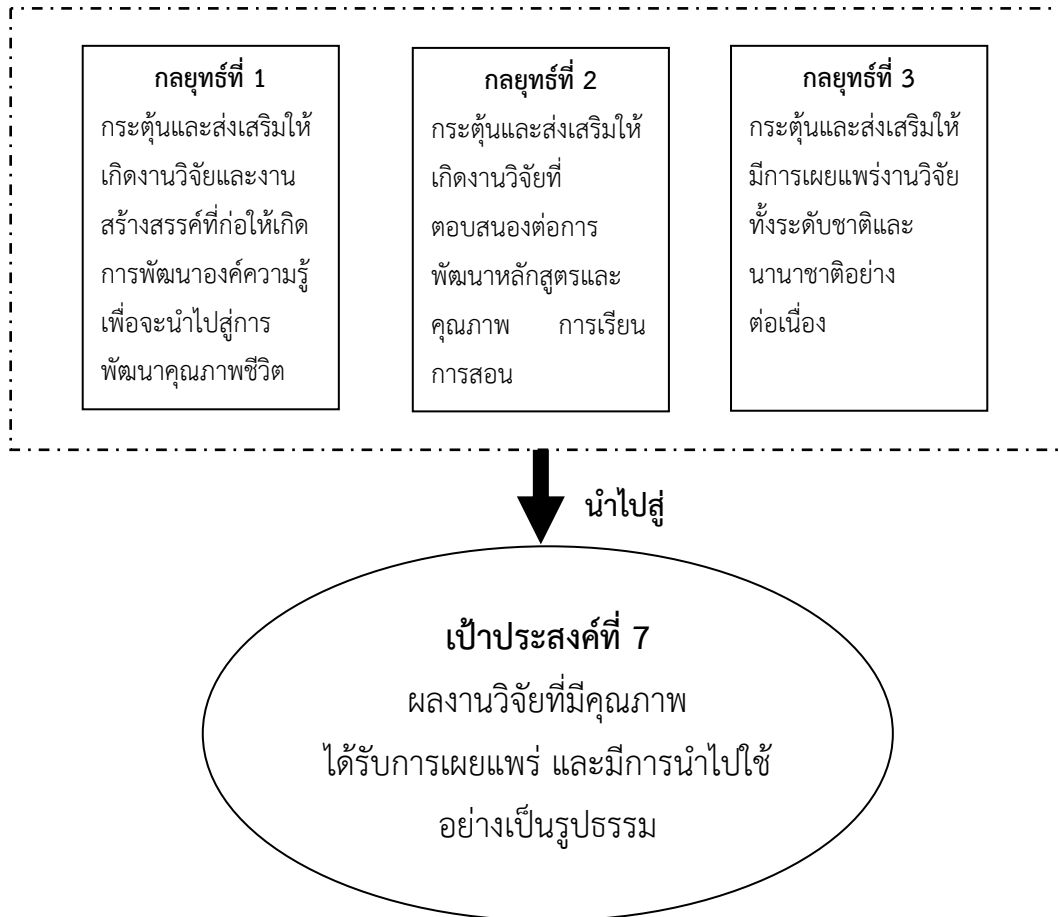 กลยุทธ์ที่ 1
กระตุ้นและส่งเสริมให้
เกิดงานวิจัยและงาน
สร้างสรรค์ที่ก่อให้เกิด
การพัฒนาองค์ความรู้
เพื่อจะนำไปสู่การ
พัฒนาคุณภาพชีวิต
กลยุทธ์ที่ 2
กระตุ้นและส่งเสริมให้
เกิดงานวิจัยที่
ตอบสนองต่อการ
พัฒนาหลักสูตรและ
คุณภาพ การเรียน
การสอน
กลยุทธ์ที่ 3
กระตุ้นและส่งเสริมให้
มีการเผยแพร่งานวิจัย
ทั้งระดับชาติและ
นานาชาติอย่าง
ต่อเนื่อง
นำไปสู่
เป้าประสงค์ที่ 7
ผลงานวิจัยที่มีคุณภาพ
ได้รับการเผยแพร่ และมีการนำไปใช้
อย่างเป็นรูปธรรม